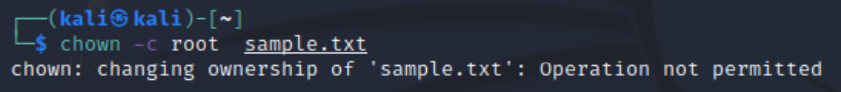 ┌──(kali㉿kali)-[~]
└─$ chown -c root  sample.txt
chown: changing ownership of 'sample.txt': Operation not permitted